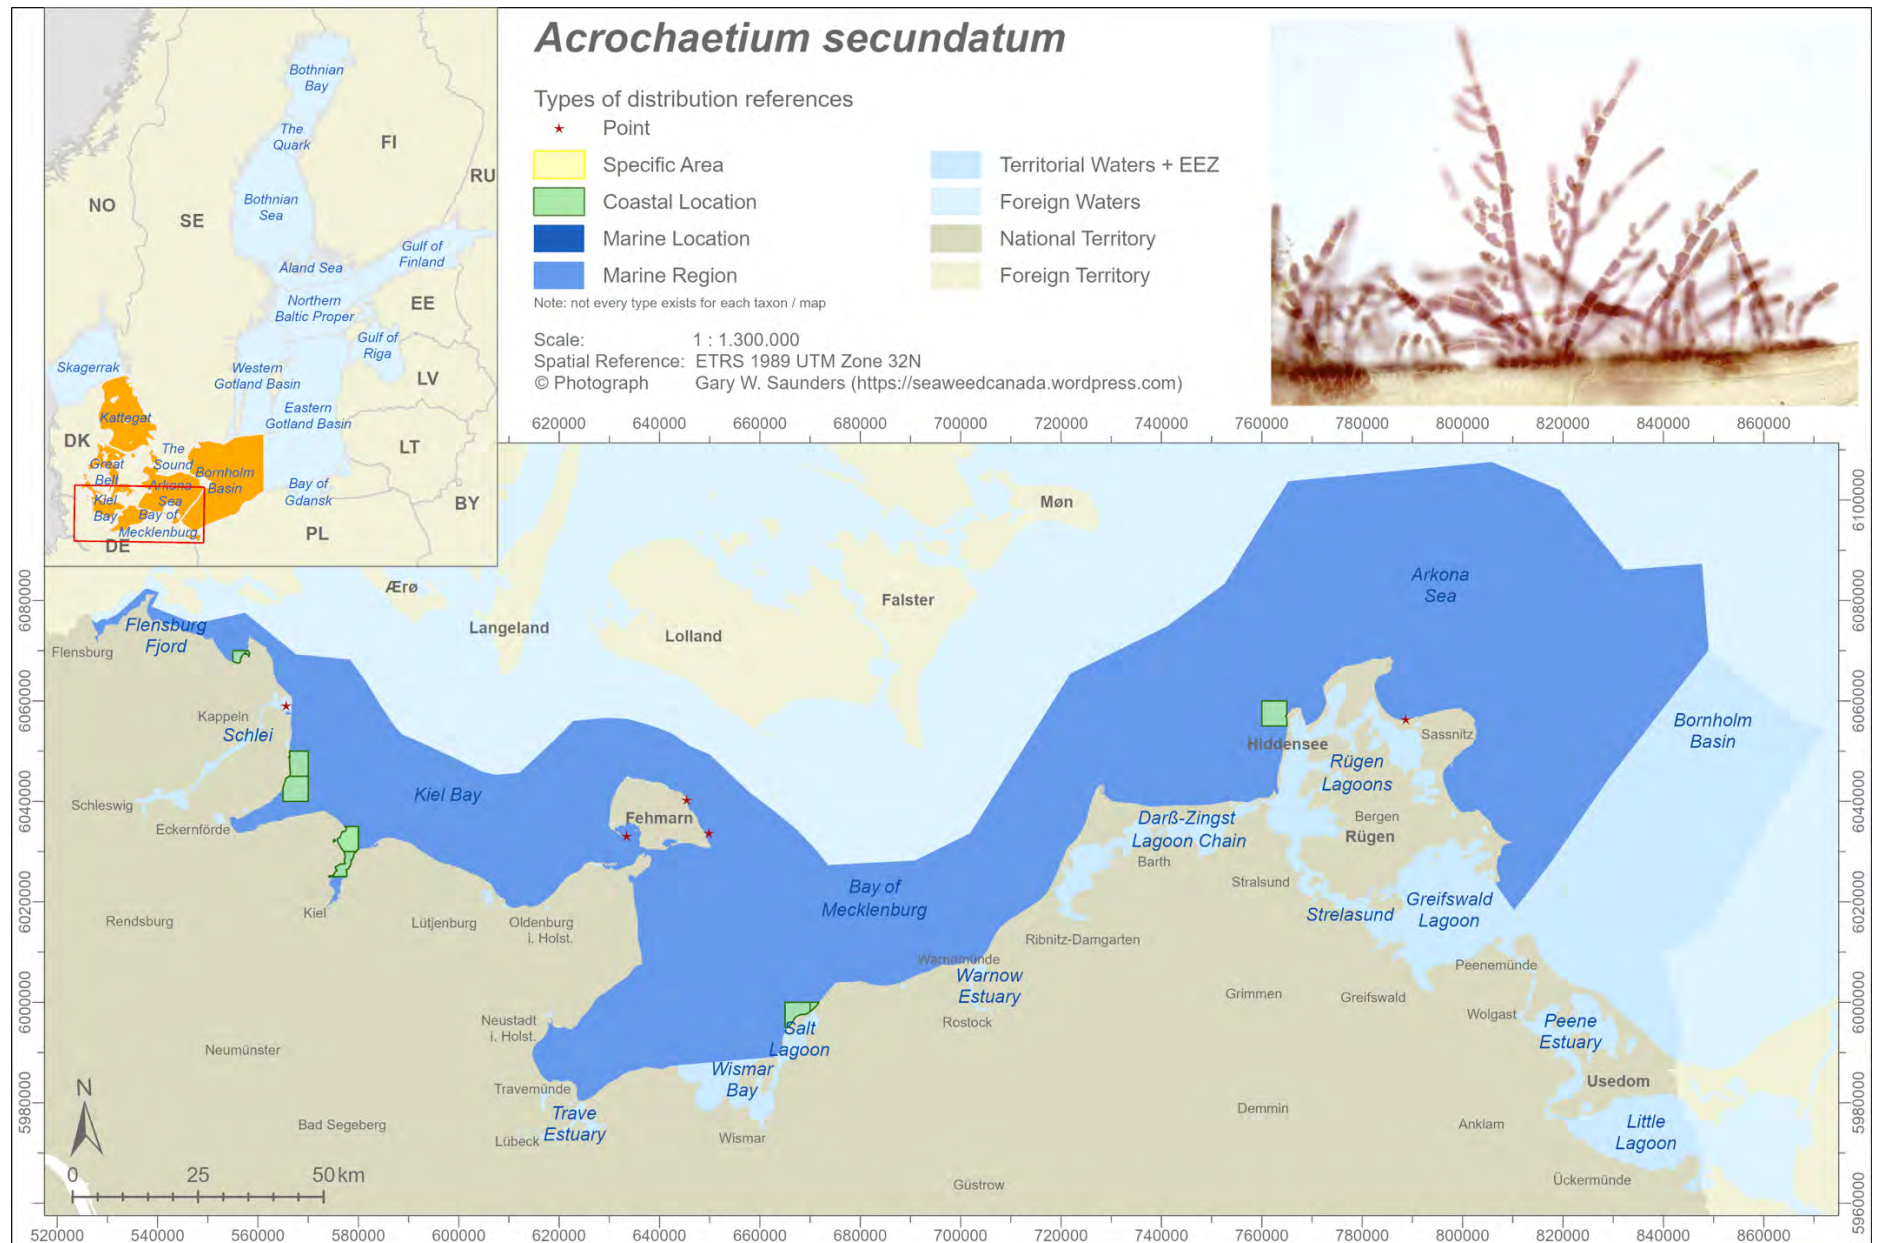 Acrochaetium secundatum
Types of distribution references
Point
Specific Area
Coastal Location
Marine Location
Marine Region
Note: not every type exists for each taxon / map
Territorial Waters + EEZ
Foreign Waters
National Territory
Foreign Territory
Scale: 1 : 1.300.000
Spatial Reference: ETRS 1989 UTM Zone 32N
© Photograph Gary W. Saunders (https://seaweedcanada.wordpress.com)
Bothnian
Bay
The
Quark
FI
RU
NO
SE
Bothnian
Sea
Gulf of
Finland
Åland Sea
Northern
Baltic Proper
EE
Gulf of
Riga
Skagerrak
Western
Gotland Basin
LV
Eastern
Gotland Basin
Kattegat
DK
The
Sound
LT
Great
Belt
Bornholm
Basin
Arkona
Sea
Kiel
Bay
Bay of
Mecklenburg
Bay of
Gdansk
BY
PL
DE
620000 640000 660000 680000 700000 720000 740000 760000 780000 800000 820000 840000 860000
6100000
6080000
6060000
6040000
6020000
6000000
5980000
5960000
6080000
6060000
6040000
6020000
6000000
5980000
Møn
Ærø
Langeland
Lolland
Falster
Arkona
Sea
Flensburg
Fjord
Flensburg
Kappeln
Schlei
Schleswig
Eckernförde
Kiel Bay
Fehmarn
Hiddensee
Sassnitz
Rügen
Lagoons
Bornholm
Basin
Bergen
Rügen
Darß-Zingst
Lagoon Chain
Barth
Stralsund
Strelasund
Greifswald
Lagoon
Bay of
Mecklenburg
Rendsburg
Kiel
Lütjenburg
Oldenburg
i. Holst.
Ribnitz-Damgarten
Warnemünde
Warnow
Estuary
Rostock
Peenemünde
Grimmen
Greifswald
Wolgast
Peene
Estuary
Usedom
Neustadt
i. Holst.
Salt
Lagoon
Wismar
Bay
Neumünster
Travemünde
Trave
Estuary
Lübeck
Wismar
Bad Segeberg
Demmin
Anklam
Little
Lagoon
Ückermünde
Güstrow
N
0 25 50 km
520000 540000 560000 580000 600000 620000 640000 660000 680000 700000 720000 740000 760000 780000 800000 820000 840000 860000